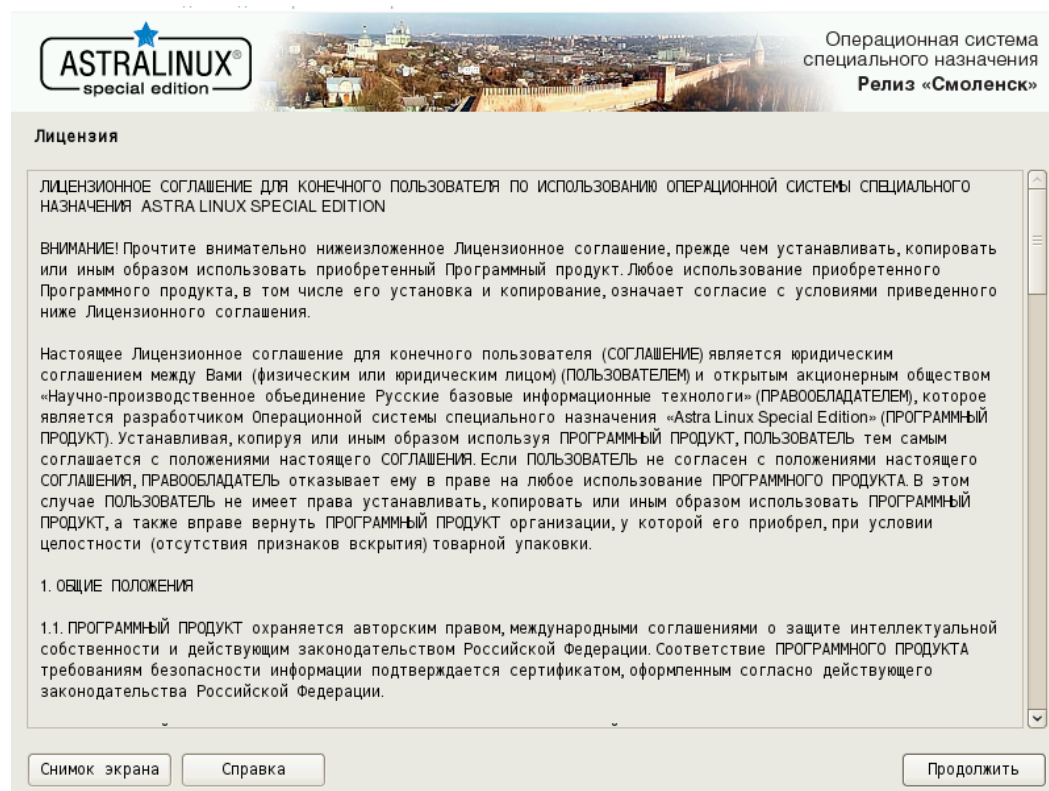 ASTRALINUX®
special edition
Операционная система
специального назначения
Релиз «Смоленск»
Лицензия
ЛИЦЕНЗИОННОЕ СОГЛАШЕНИЕ ДЛЯ КОНЕЧНОГО ПОЛЬЗОВАТЕЛЯ ПО ИСПОЛЬЗОВАНИЮ ОПЕРАЦИОННОЙ СИСТЕМЫ СПЕЦИАЛЬНОГО
НАЗНАЧЕНИЯ ASTRA LINUX SPECIAL EDITION
ВНИМАНИЕ! Прочтите внимательно нижеизложенное Лицензионное соглашение, прежде чем устанавливать, копировать
или иным образом использовать приобретенный Программный продукт. Любое использование приобретенного
Программного продукта, в том числе его установка и копирование, означает согласие с условиями приведенного
ниже Лицензионного соглашения.
Настоящее Лицензионное соглашение для конечного пользователя (СОГЛАШЕНИЕ) является юридическим
соглашением между Вами (физическим или юридическим лицом) (ПОЛЬЗОВАТЕЛЕМ) и открытым акционерным обществом
«Научно-производственное объединение Русские базовые информационные технологи» (ПРАВООБЛАДАТЕЛЕМ), которое
является разработчиком Операционной системы специального назначения «Astra Linux Special Edition» (ПРОГРАММНЫЙ
ПРОДУКТ). Устанавливая, копируя или иным образом используя ПРОГРАММНЫЙ ПРОДУКТ, ПОЛЬЗОВАТЕЛЬ тем самым
соглашается с положениями настоящего СОГЛАШЕНИЯ. Если ПОЛЬЗОВАТЕЛЬ не согласен с положениями настоящего
СОГЛАШЕНИЯ, ПРАВООБЛАДАТЕЛЬ отказывает ему в праве на любое использование ПРОГРАММНОГО ПРОДУКТА. В этом
случае ПОЛЬЗОВАТЕЛЬ не имеет права устанавливать, копировать или иным образом использовать ПРОГРАММНЫЙ
ПРОДУКТ, а также вправе вернуть ПРОГРАММНЫЙ ПРОДУКТ организации, у которой его приобрел, при условии
целостности (отсутствия признаков вскрытия) товарной упаковки.
1. ОБЩИЕ ПОЛОЖЕНИЯ
1.1. ПРОГРАММНЫЙ ПРОДУКТ охраняется авторским правом, международными соглашениями о защите интеллектуальной
собственности и действующим законодательством Российской Федерации. Соответствие ПРОГРАММНОГО ПРОДУКТА
требованиям безопасности информации подтверждается сертификатом, оформленным согласно действующего
законодательства Российской Федерации.
Снимок экрана
Справка
Продолжить